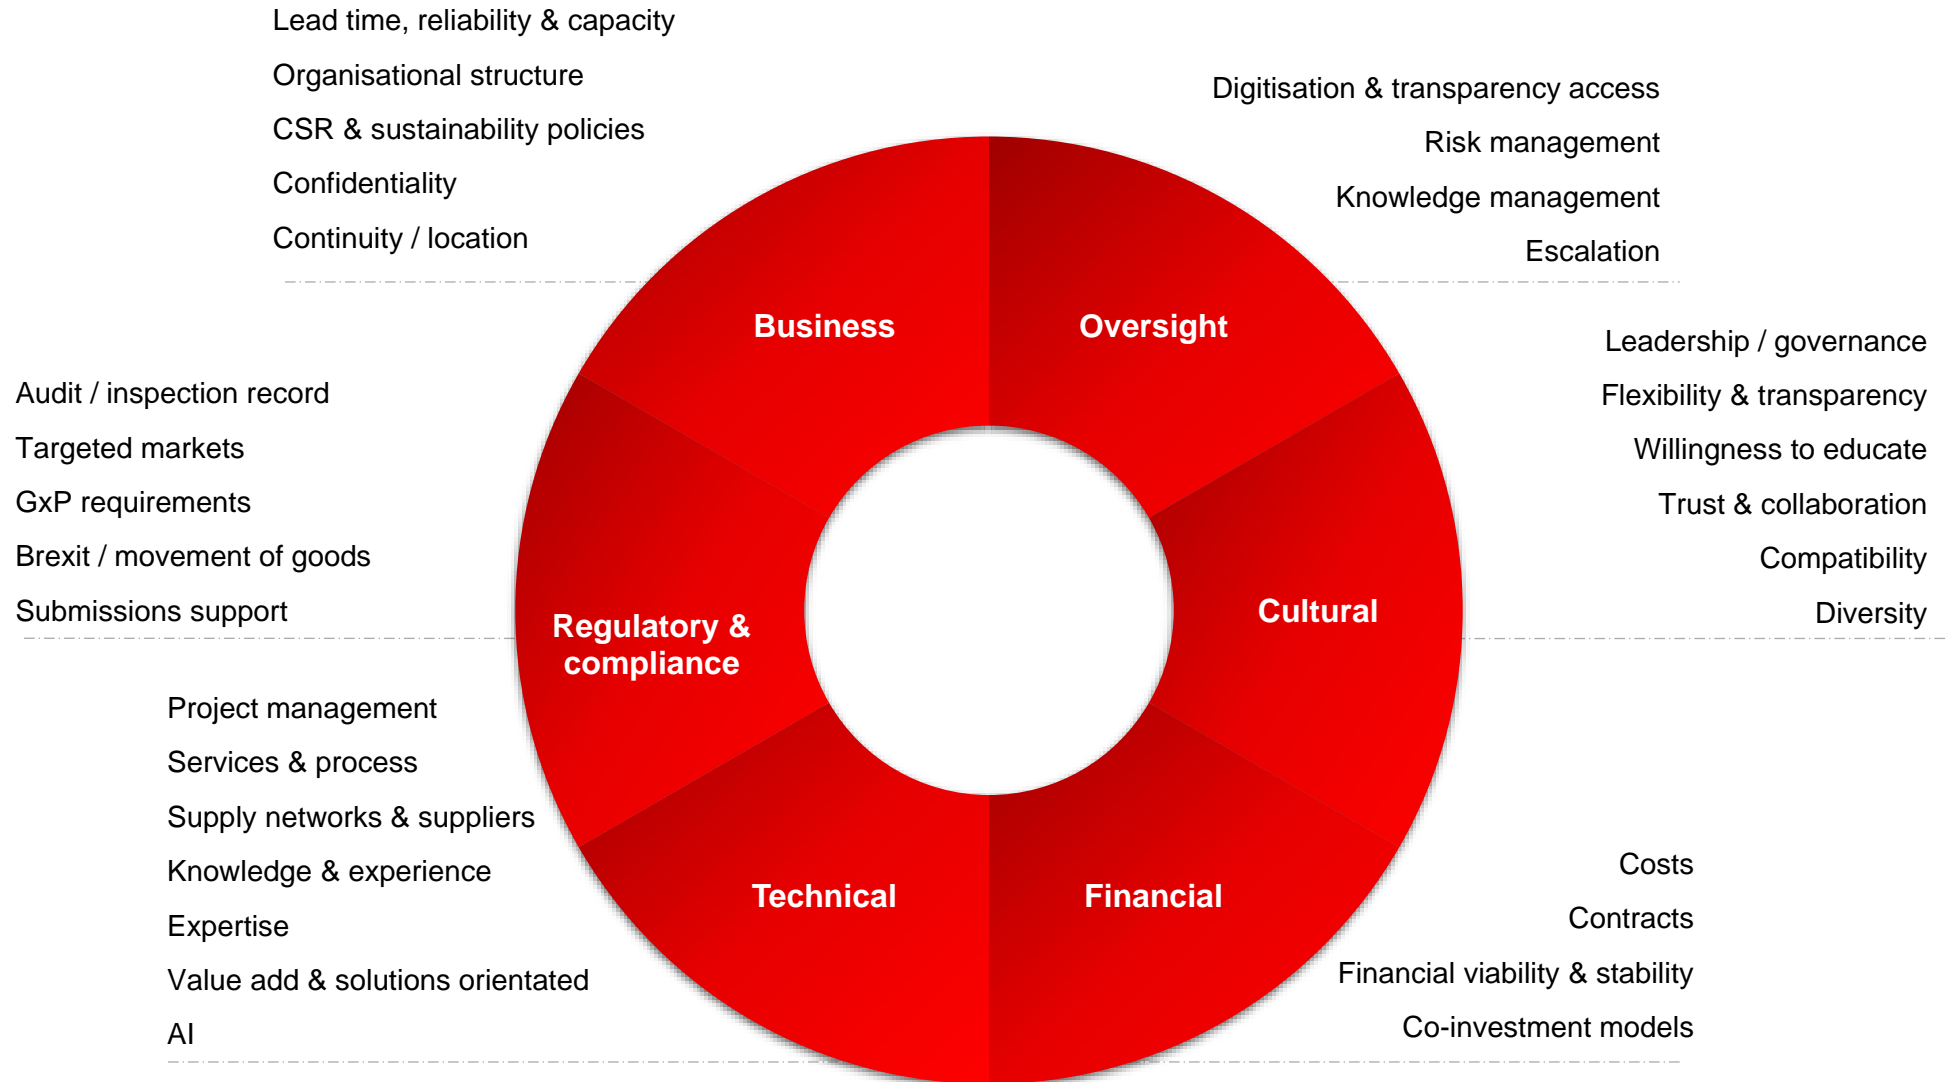 Lead time, reliability & capacity
Organisational structure
CSR & sustainability policies
Confidentiality
Continuity / location
Digitisation & transparency access
Risk management
Knowledge management
Escalation
Business
Oversight
Audit / inspection record
Targeted markets
GxP requirements
Brexit / movement of goods
Submissions support
Leadership / governance
Flexibility & transparency
Willingness to educate
Trust & collaboration
Compatibility
Diversity
Regulatory &
compliance
Cultural
Project management
Services & process
Supply networks & suppliers
Knowledge & experience
Expertise
Value add & solutions orientated
AI
Technical
Financial
Costs
Contracts
Financial viability & stability
Co-investment models